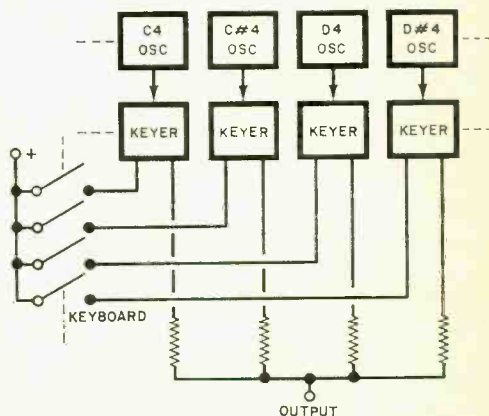 C4
OSC
C#4
OSC
D4
OSC
D#4
OSC
KEYER
KEYER
KEYER
KEYER
+
KEYBOARD
OUTPUT